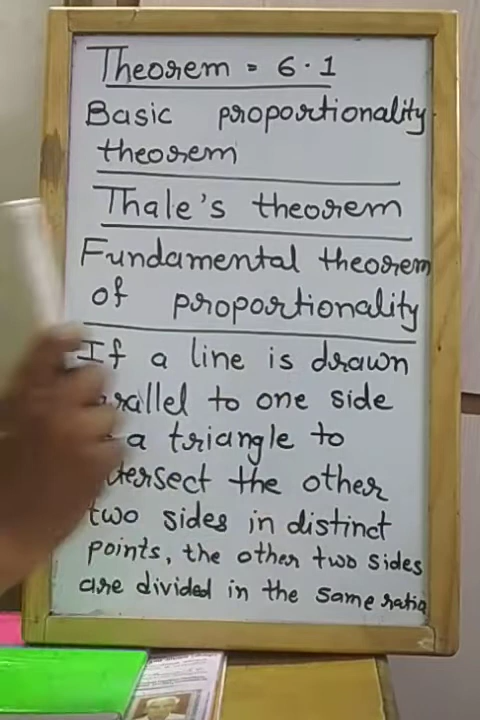 Theorem = 6.1
Basic proportionality
theorem
Thale's theorem
Fundamental theorem
of proportionality
If a line is drawn
rallel to one side
a triangle to
tersect the other
two sides in distinct
points, the other two sides
are divided in the same ratio